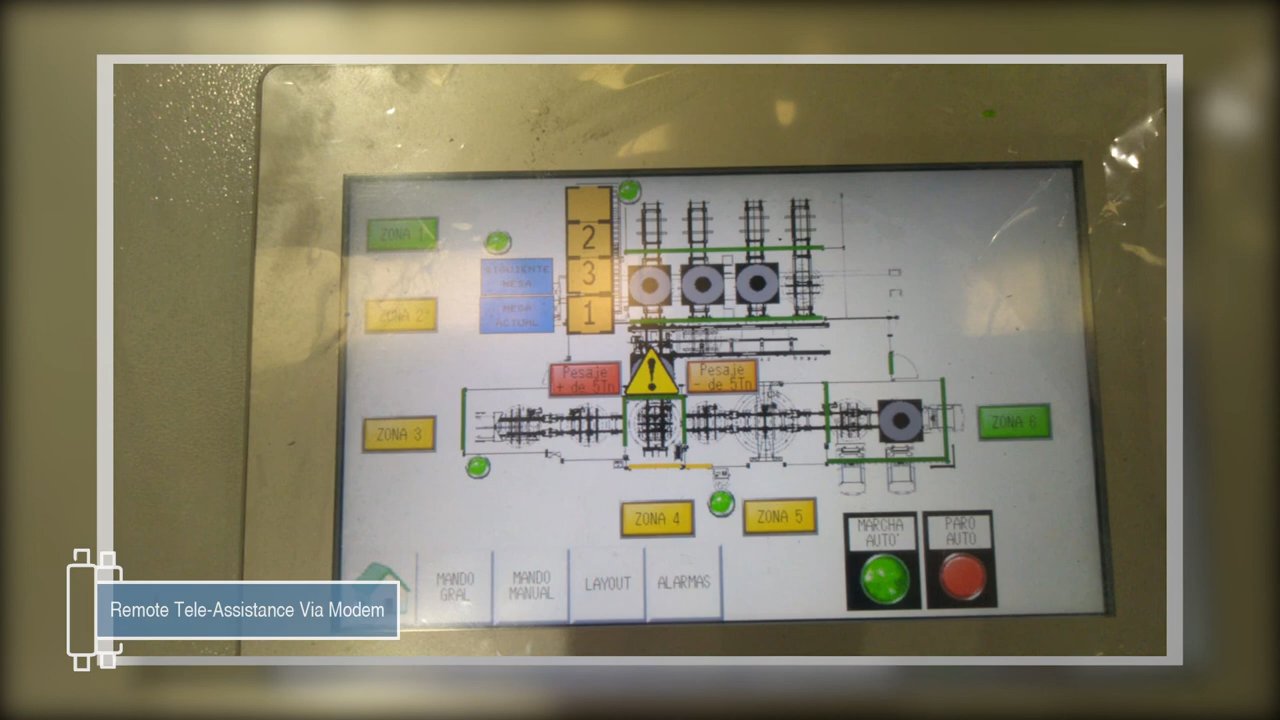 ZONA 1
2
SIGUIENTE
MESA
3
ZONA 2
MESA
ACTUAL
1
Pesaje
+ de 5Tn
!
Pesaje
- de 5Tn
ZONA 3
ZONA 6
ZONA 4
ZONA 5
MARCHA
AUTO'
PARO
AUTO
MANDO
GRAL
MANDO
MANUAL
LAYOUT
ALARMAS
Remote Tele-Assistance Via Modem